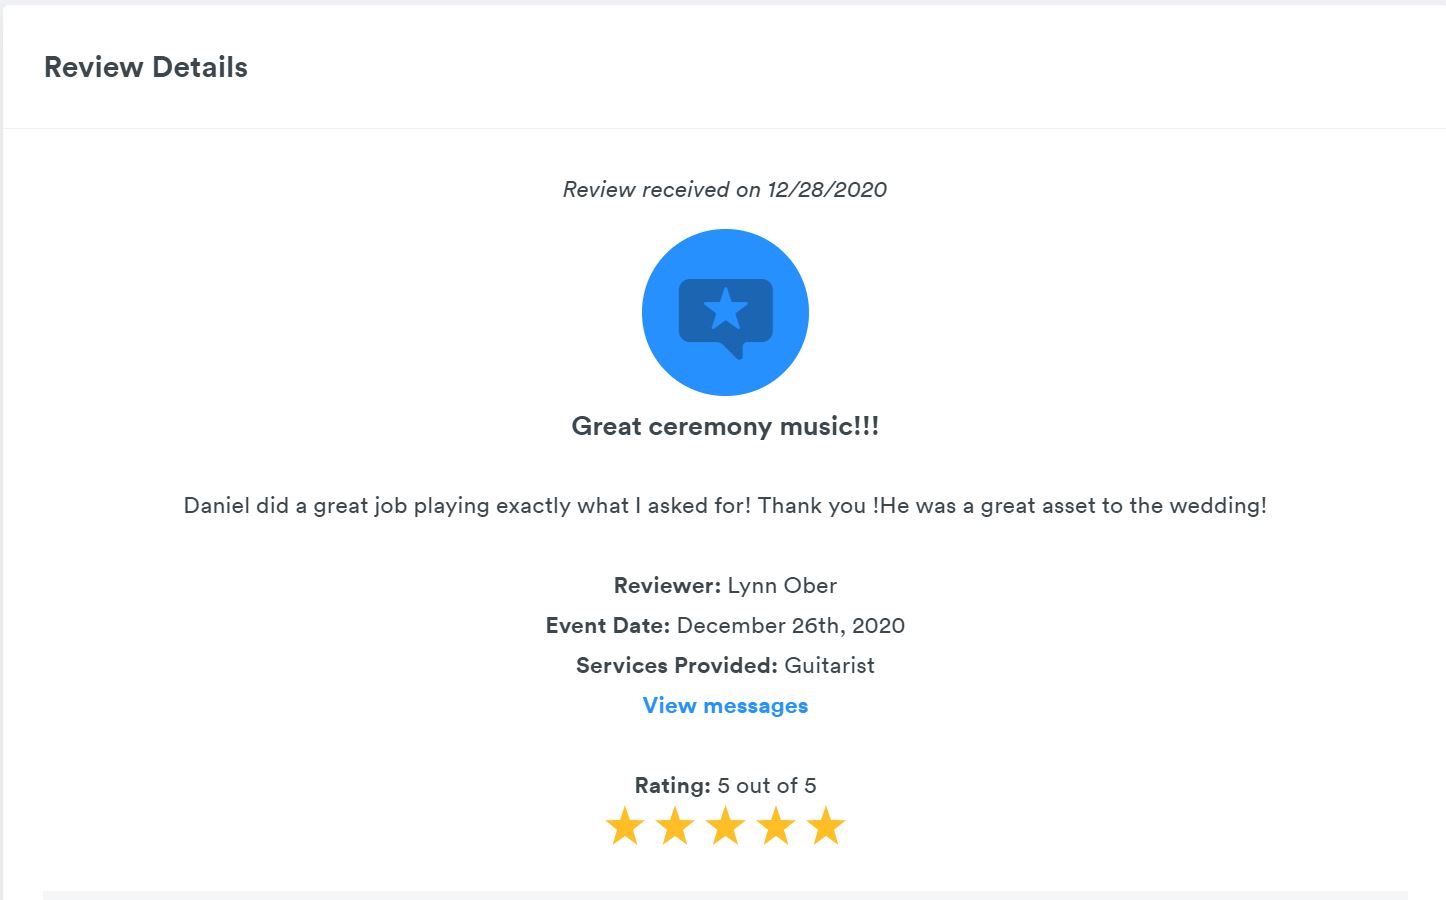 Review Details
Review received on 12/28/2020
Great ceremony music!!!
Daniel did a great job playing exactly what I asked for! Thank you !He was a great asset to the wedding!
Reviewer: Lynn Ober
Event Date: December 26th, 2020
Services Provided: Guitarist
View messages
Rating: 5 out of 5